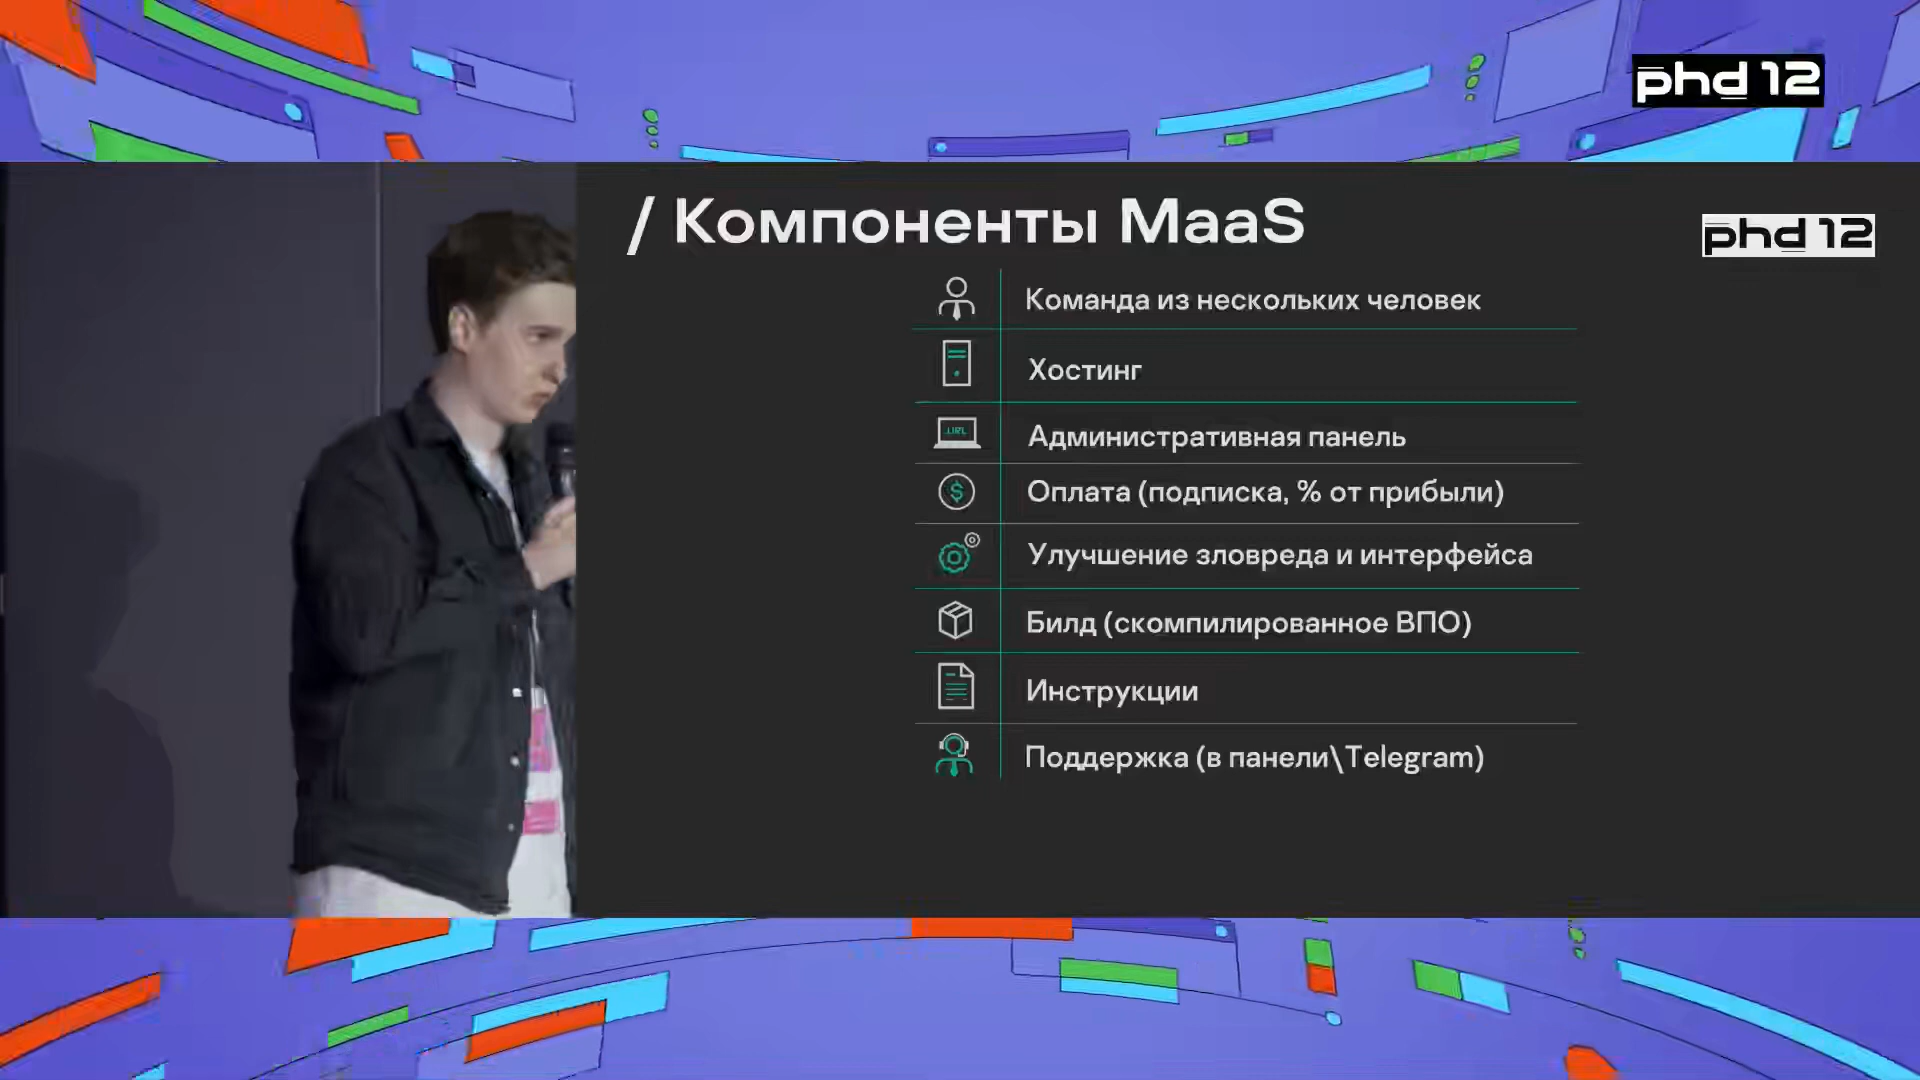 phd 12
/ Компоненты MaaS
phd 12
Команда из нескольких человек
Хостинг
URL
Административная панель
$
Оплата (подписка, % от прибыли)
Улучшение зловреда и интерфейса
Билд (скомпилированное ВПО)
Инструкции
Поддержка (в панели\Telegram)